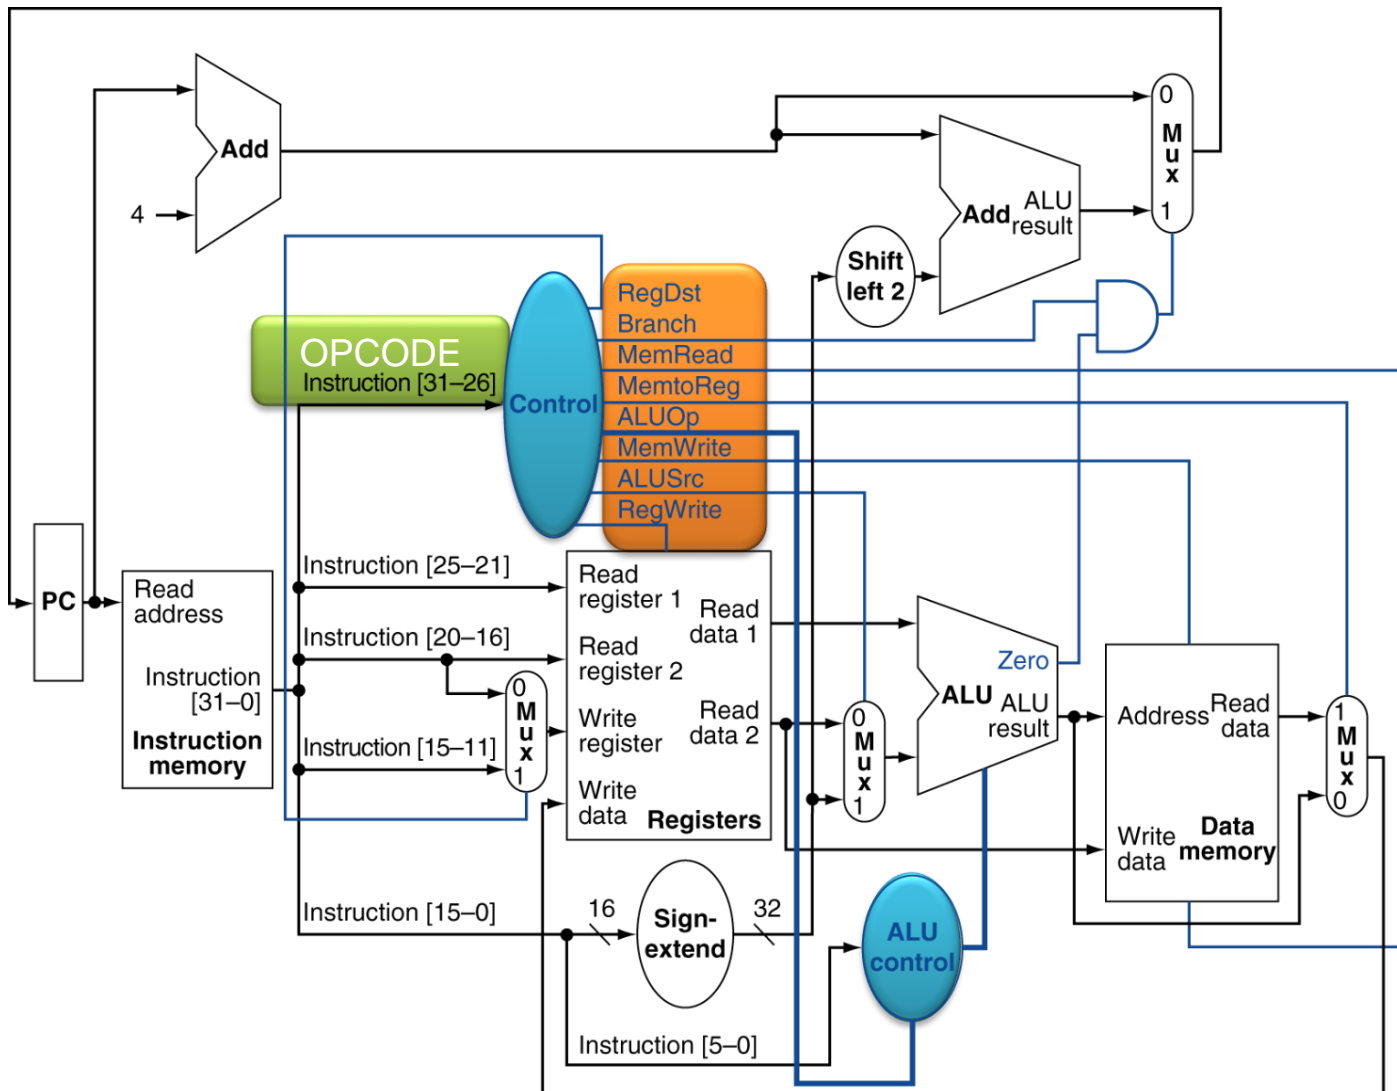 0
M
u
x
1
Add
4
Add
ALU
result
Shift
left 2
RegDst
Branch
MemRead
MemtoReg
ALUOp
MemWrite
ALUSrc
RegWrite
OPCODE
Instruction [31–26]
Control
PC
Read
address
Instruction
[31–0]
Instruction
memory
Instruction [25–21]
Instruction [20–16]
Instruction [15–11]
0
M
u
x
1
Read
register 1
Read
register 2
Write
register
Write
data
Read
data 1
Read
data 2
Registers
0
M
u
x
1
Zero
ALU
ALU
result
Address
Read
data
Write
data
Data
memory
1
M
u
x
0
Instruction [15–0]
16
Sign-
extend
32
ALU
control
Instruction [5–0]